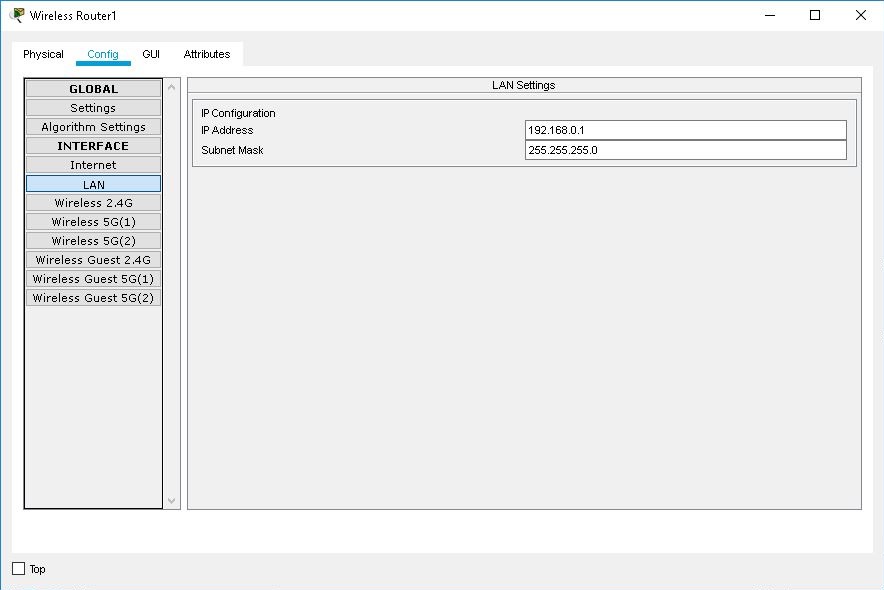 Wireless Router1
Physical Config GUI Attributes
GLOBAL
Settings
Algorithm Settings
INTERFACE
Internet
LAN
Wireless 2.4G
Wireless 5G(1)
Wireless 5G(2)
Wireless Guest 2.4G
Wireless Guest 5G(1)
Wireless Guest 5G(2)
LAN Settings
IP Configuration
IP Address 192.168.0.1
Subnet Mask 255.255.255.0
Top